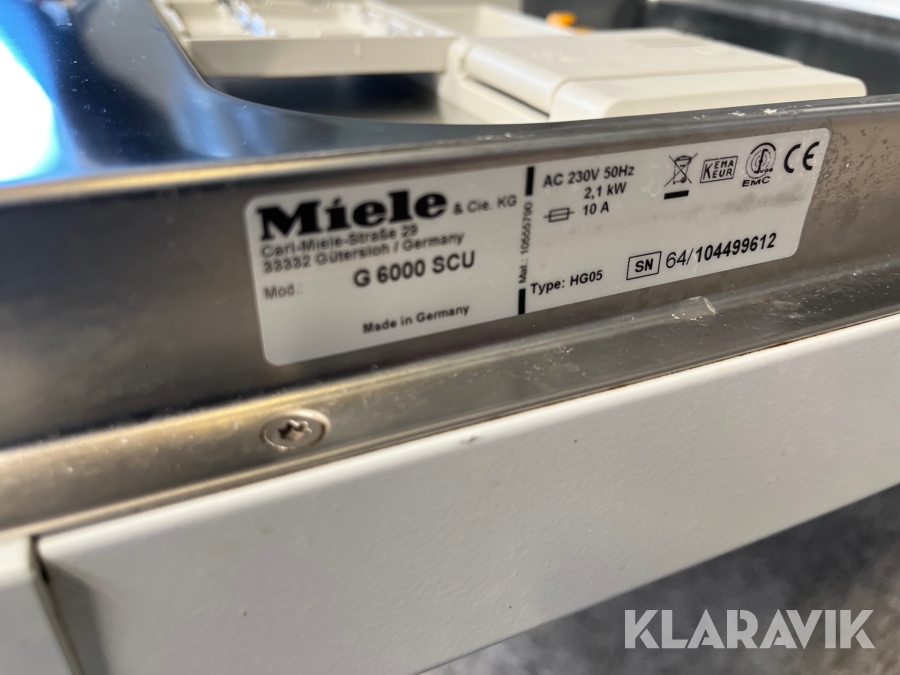 Miele & Cie. KG
Carl-Miele-Straße 29
33332 Gütersloh / Germany
Mod.: G 6000 SCU
Made in Germany
Mat.: 10555790
AC 230V 50Hz
2,1 kW
10 A
Type: HG05
KEMA
KEUR
EMC
CE
SN 64/104499612
KLARAVIK